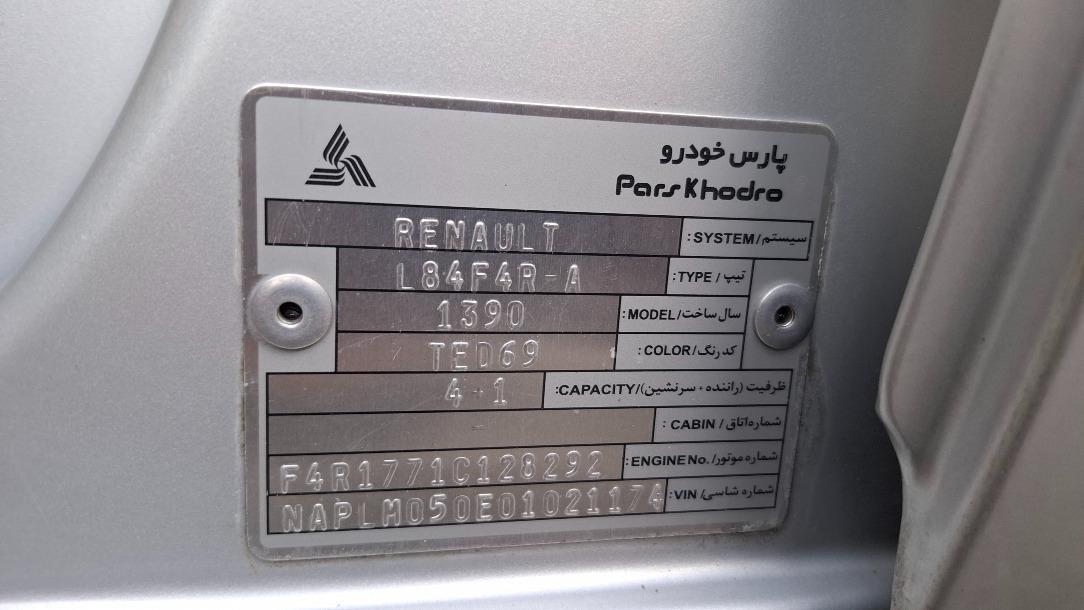 پارس خودرو
Pars Khodro
سیستم/SYSTEM: RENAULT
تیپ / TYPE: L84F4R-A
سال ساخت/MODEL: 1390
کد رنگ/COLOR: TED69
ظرفیت (راننده + سرنشین)/CAPACITY: 4+1
شماره اتاق / CABIN: -
شماره موتور/ENGINE No.: F4R1771C128292
شماره شاسی/VIN: NAPLM050E01021174